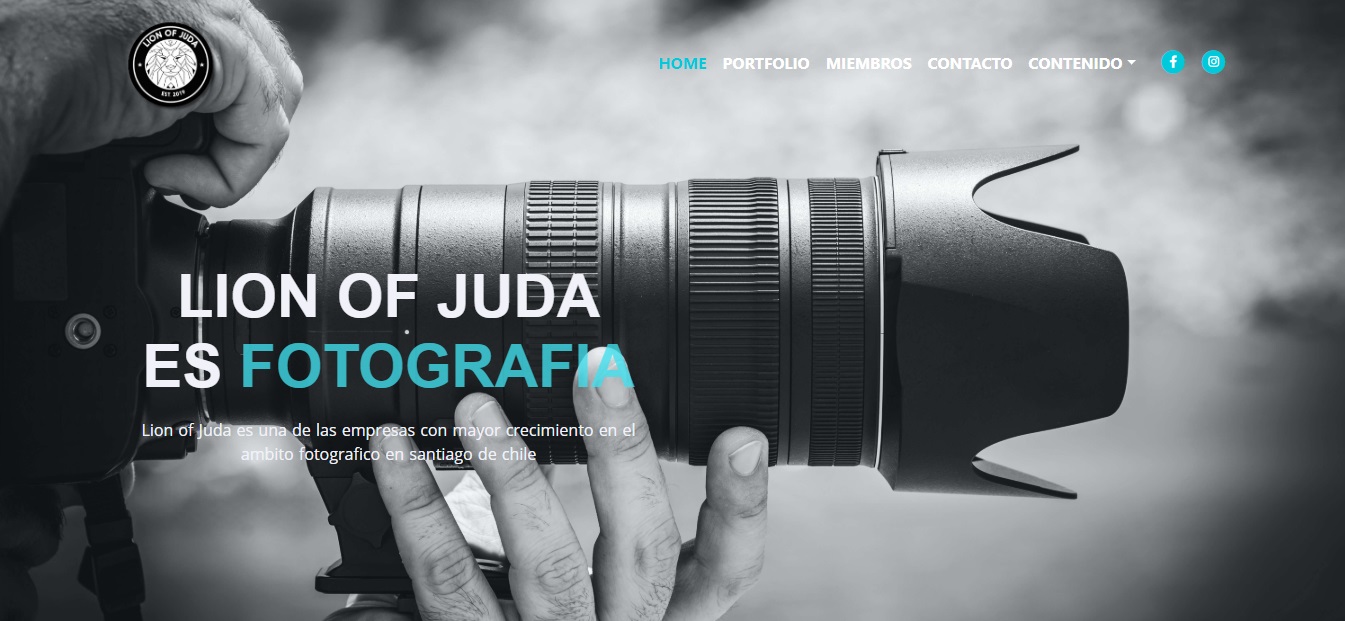 LION OF JUDA
EST 2019
HOME PORTFOLIO MIEMBROS CONTACTO CONTENIDO
LION OF JUDA
ES FOTOGRAFIA
Lion of Juda es una de las empresas con mayor crecimiento en el
ambito fotografico en santiago de chile